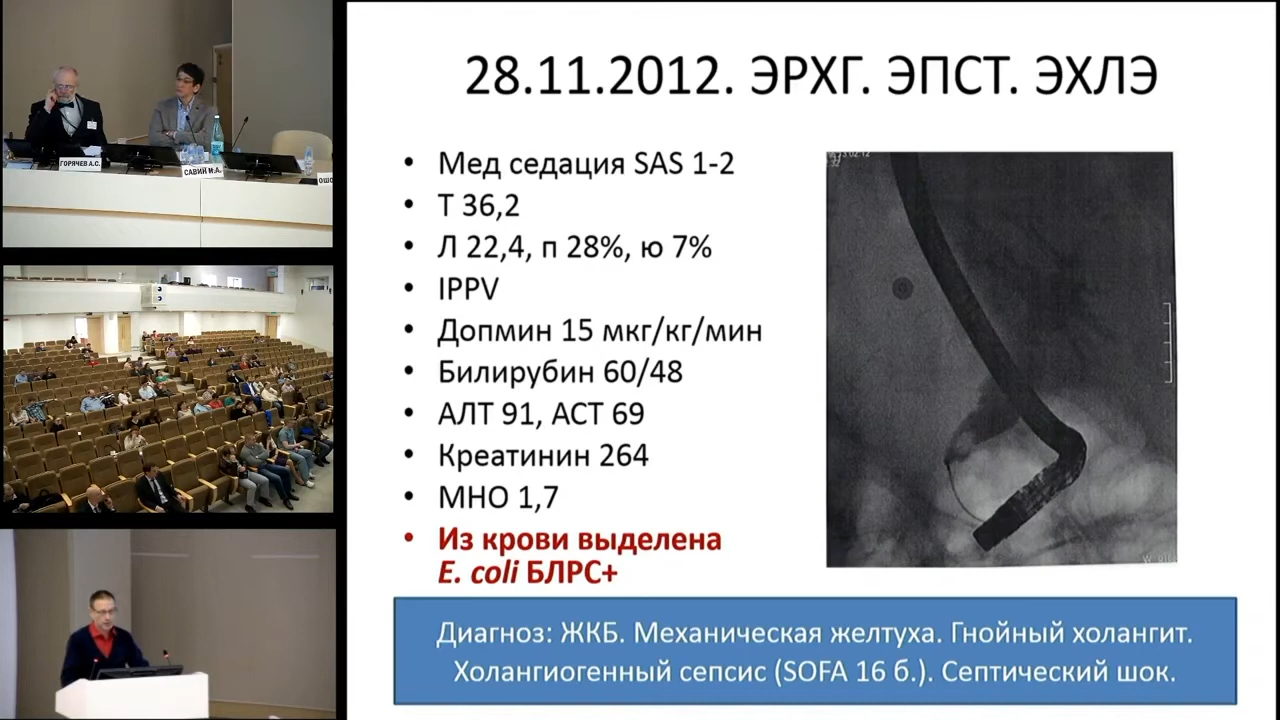 ГОРЯЧЕВ А.С.
САВИН И.А.
28.11.2012. ЭРХГ. ЭПСТ. ЭХЛЭ
• Мед седация SAS 1-2
• Т 36,2
• Л 22,4, п 28%, ю 7%
• IPPV
• Допмин 15 мкг/кг/мин
• Билирубин 60/48
• АЛТ 91, АСТ 69
• Креатинин 264
• МНО 1,7
• Из крови выделена
E. coli БЛРС+
Диагноз: ЖКБ. Механическая желтуха. Гнойный холангит.
Холангиогенный сепсис (SOFA 16 б.). Септический шок.